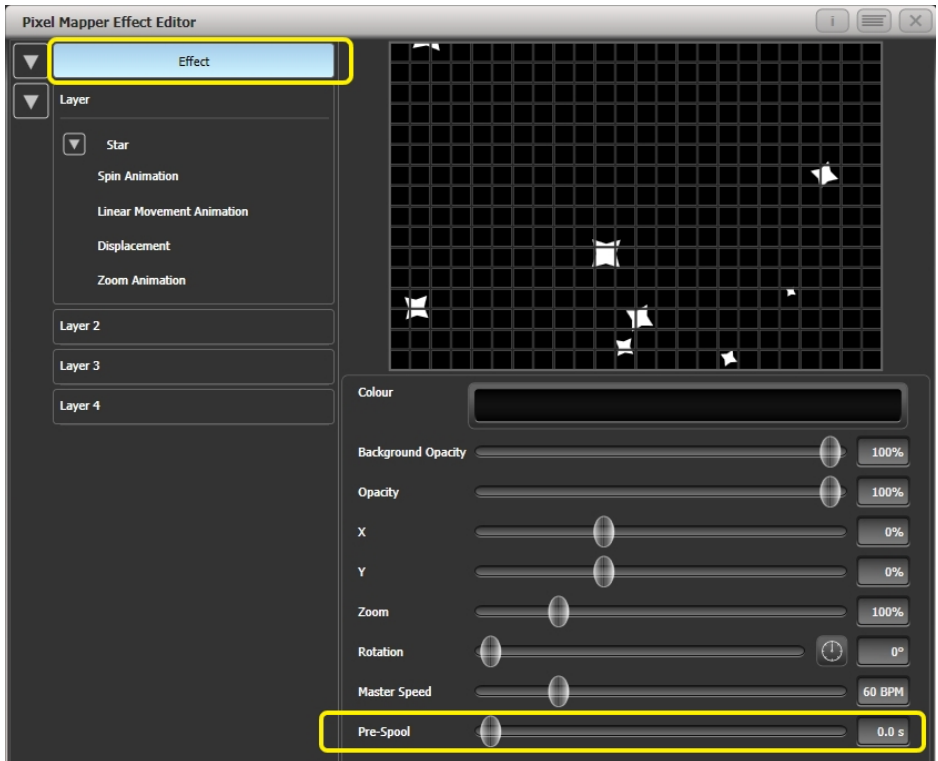 Pixel Mapper Effect Editor
i
Effect
Layer
Star
Spin Animation
Linear Movement Animation
Displacement
Zoom Animation
Layer 2
Layer 3
Layer 4
Colour
Background Opacity 100%
Opacity 100%
X 0%
Y 0%
Zoom 100%
Rotation 0°
Master Speed 60 BPM
Pre-Spool 0.0 s